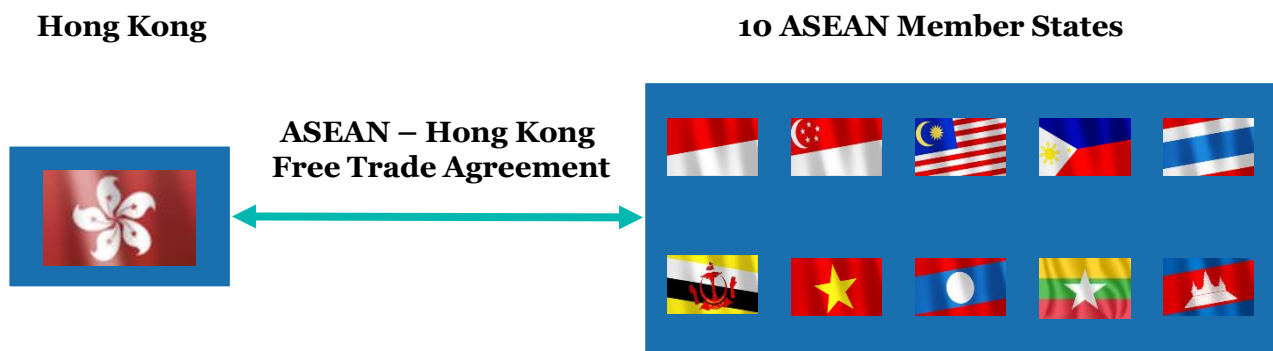 Hong Kong
10 ASEAN Member States
ASEAN – Hong Kong
Free Trade Agreement